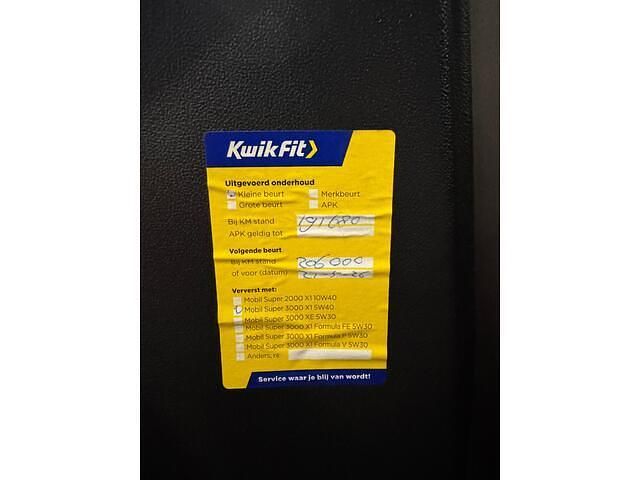 KwikFit
Uitgevoerd onderhoud
Kleine beurt Merkbeurt
Grote beurt APK
Bij KM stand 191680
APK geldig tot
Volgende beurt
Bij KM stand 206000
of voor (datum)
Ververst met:
Mobil Super 2000 X1 10W40
Mobil Super 3000 X1 5W40
Mobil Super 3000 XE 5W30
Mobil Super 3000 X1 Formula FE 5W30
Mobil Super 3000 X1 Formula P 5W30
Mobil Super 3000 X1 Formula V 5W30
Anders, nl:
Service waar je blij van wordt!